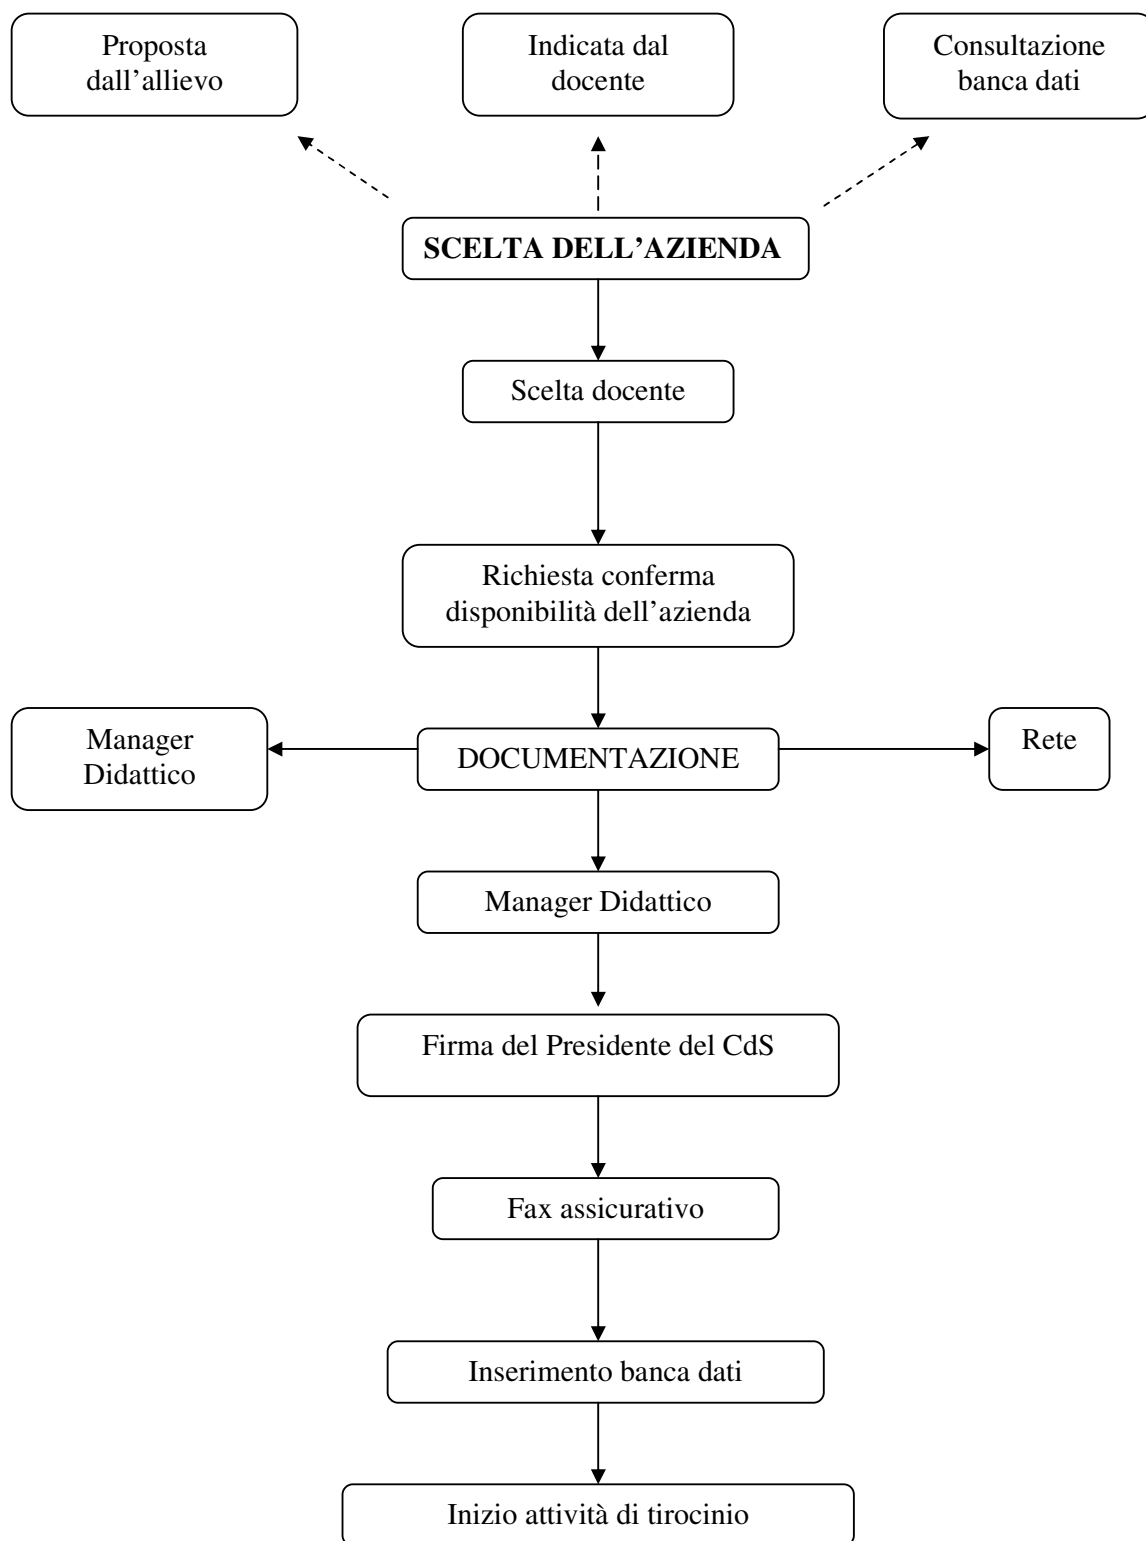 Proposta
dall’allievo
Indicata dal
docente
Consultazione
banca dati
SCELTA DELL’AZIENDA
Scelta docente
Richiesta conferma
disponibilità dell’azienda
Manager
Didattico
DOCUMENTAZIONE
Rete
Manager Didattico
Firma del Presidente del CdS
Fax assicurativo
Inserimento banca dati
Inizio attività di tirocinio